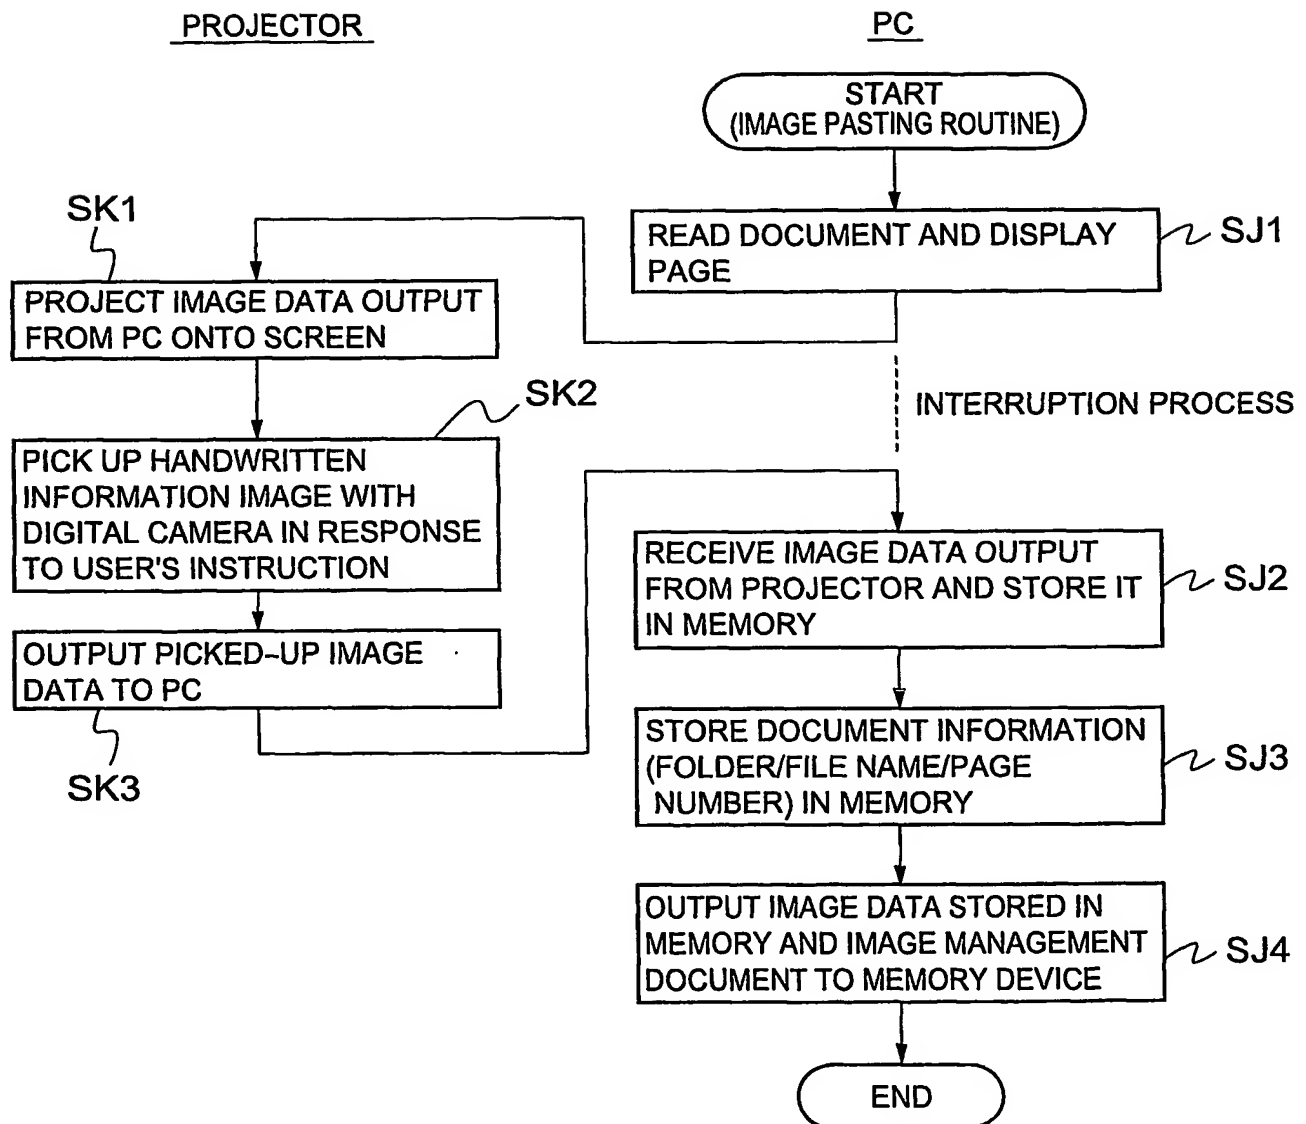 PROJECTOR
PC
START
(IMAGE PASTING ROUTINE)
SK1
READ DOCUMENT AND DISPLAY
PAGE
SJ1
PROJECT IMAGE DATA OUTPUT
FROM PC ONTO SCREEN
SK2
INTERRUPTION PROCESS
PICK UP HANDWRITTEN
INFORMATION IMAGE WITH
DIGITAL CAMERA IN RESPONSE
TO USER'S INSTRUCTION
RECEIVE IMAGE DATA OUTPUT
FROM PROJECTOR AND STORE IT
IN MEMORY
SJ2
OUTPUT PICKED-UP IMAGE
DATA TO PC
SK3
STORE DOCUMENT INFORMATION
(FOLDER/FILE NAME/PAGE
NUMBER) IN MEMORY
SJ3
OUTPUT IMAGE DATA STORED IN
MEMORY AND IMAGE MANAGEMENT
DOCUMENT TO MEMORY DEVICE
SJ4
END